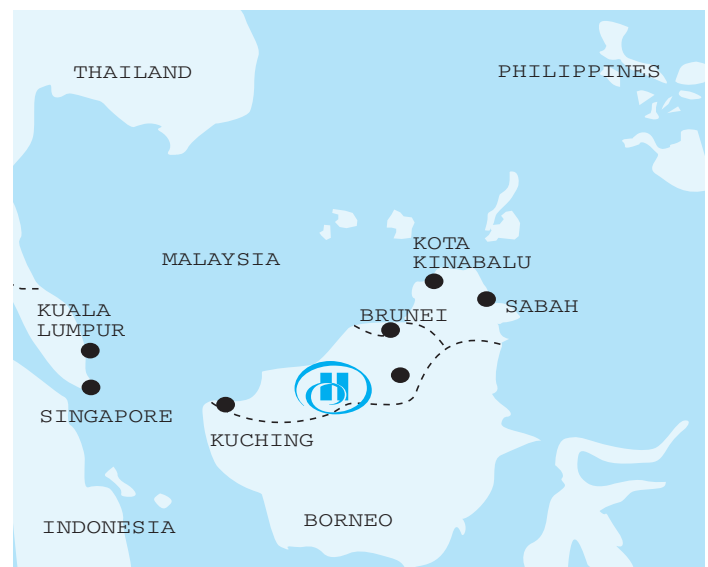 THAILAND
PHILIPPINES
KOTA
KINABALU
MALAYSIA
SABAH
KUALA
LUMPUR
BRUNEI
H
SINGAPORE
KUCHING
INDONESIA
BORNEO